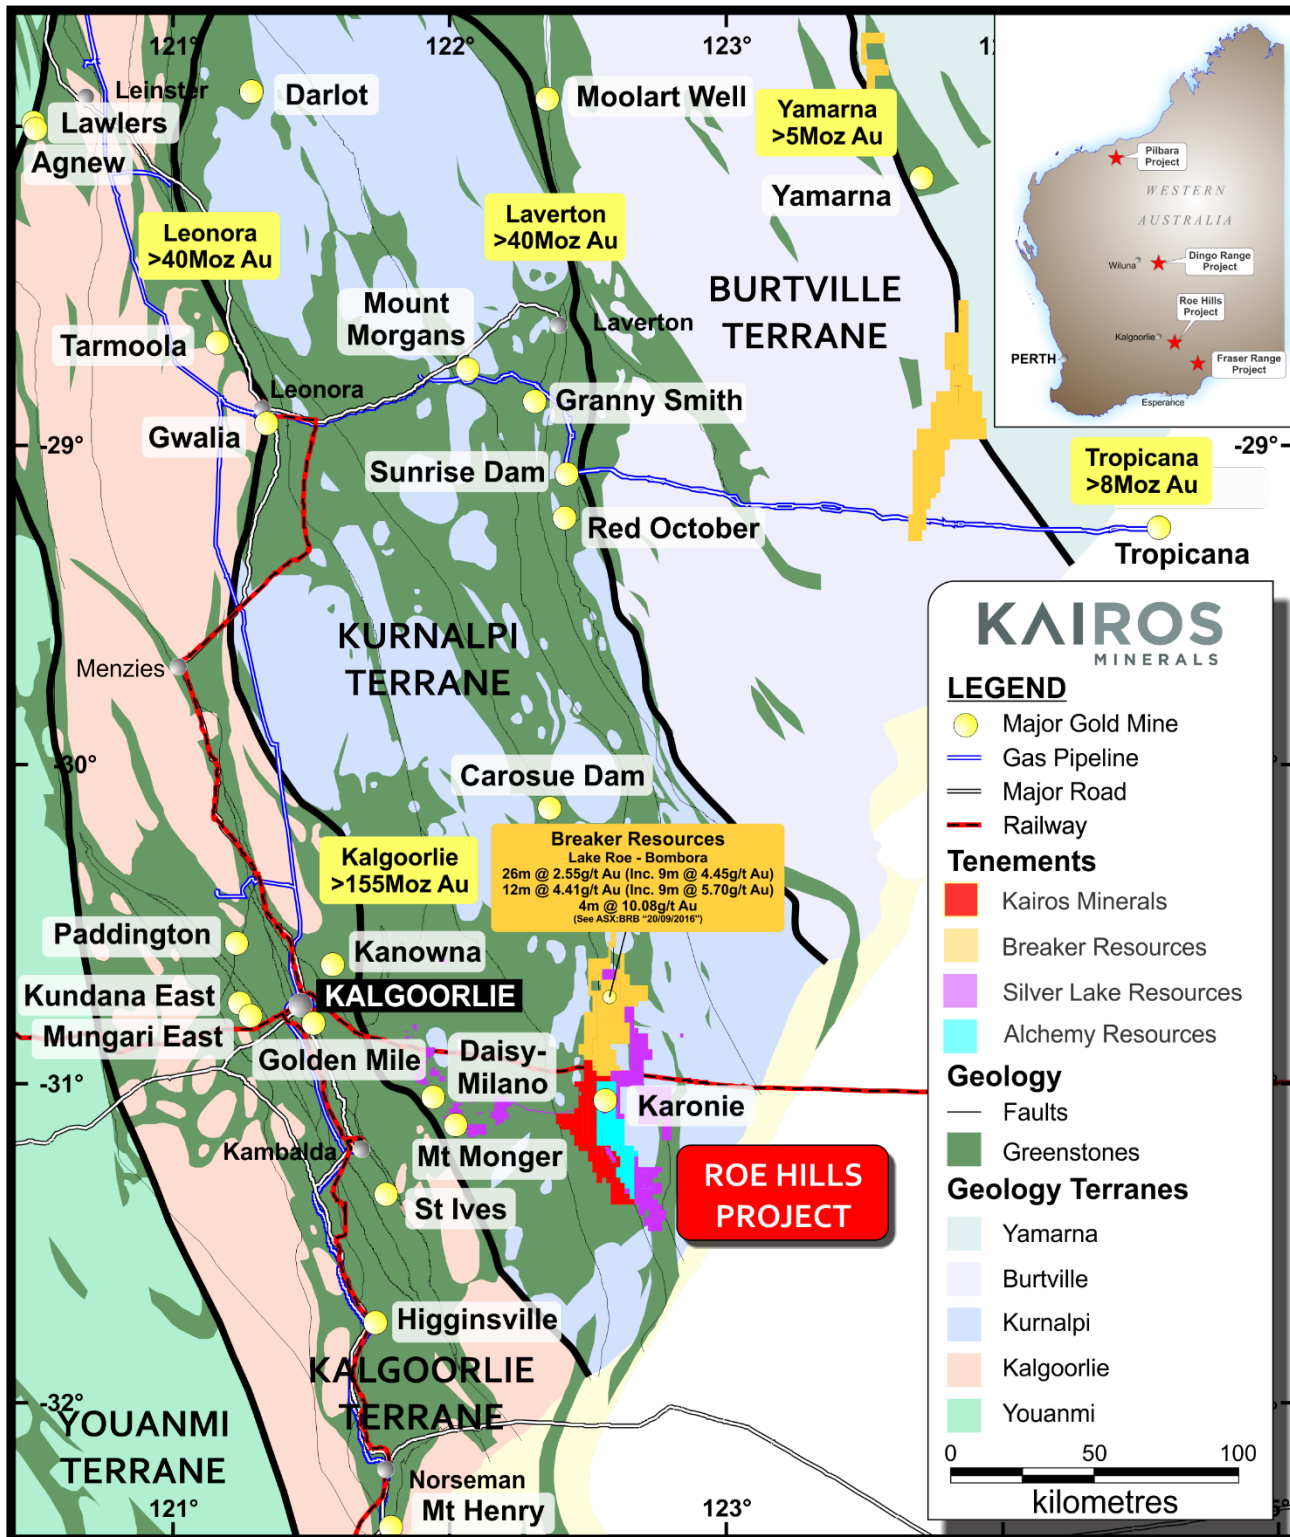 121°
122°
123°
Leinster
Lawlers
Agnew
Darlot
Moolart Well
Yamarna
>5Moz Au
Yamarna
Leonora
>40Moz Au
Laverton
>40Moz Au
Mount
Morgans
Laverton
Tarmoola
Leonora
Gwalia
Granny Smith
Sunrise Dam
Red October
BURTVILLE
TERRANE
Pilbara
Project
WESTERN
AUSTRALIA
Wiluna
Dingo Range
Project
Roe Hills
Project
Kalgoorlie
PERTH
Fraser Range
Project
Esperance
-29°
-29°
Tropicana
>8Moz Au
Tropicana
KURNALPI
TERRANE
Menzies
-30°
Carosue Dam
Kalgoorlie
>155Moz Au
Breaker Resources
Lake Roe - Bombora
26m @ 2.55g/t Au (Inc. 9m @ 4.45g/t Au)
12m @ 4.41g/t Au (Inc. 9m @ 5.70g/t Au)
4m @ 10.08g/t Au
(See ASX:BRB "20/09/2016")
Paddington
Kanowna
Kundana East
KALGOORLIE
Mungari East
Golden Mile
Daisy-
Milano
-31°
Karonie
Kambalda
Mt Monger
St Ives
ROE HILLS
PROJECT
Higginsville
KALGOORLIE
TERRANE
-32°
YOUANMI
TERRANE
Norseman
Mt Henry
121°
123°
5°
KAIROS
MINERALS
LEGEND
Major Gold Mine
Gas Pipeline
Major Road
Railway
Tenements
Kairos Minerals
Breaker Resources
Silver Lake Resources
Alchemy Resources
Geology
Faults
Greenstones
Geology Terranes
Yamarna
Burtville
Kurnalpi
Kalgoorlie
Youanmi
0 50 100
kilometres